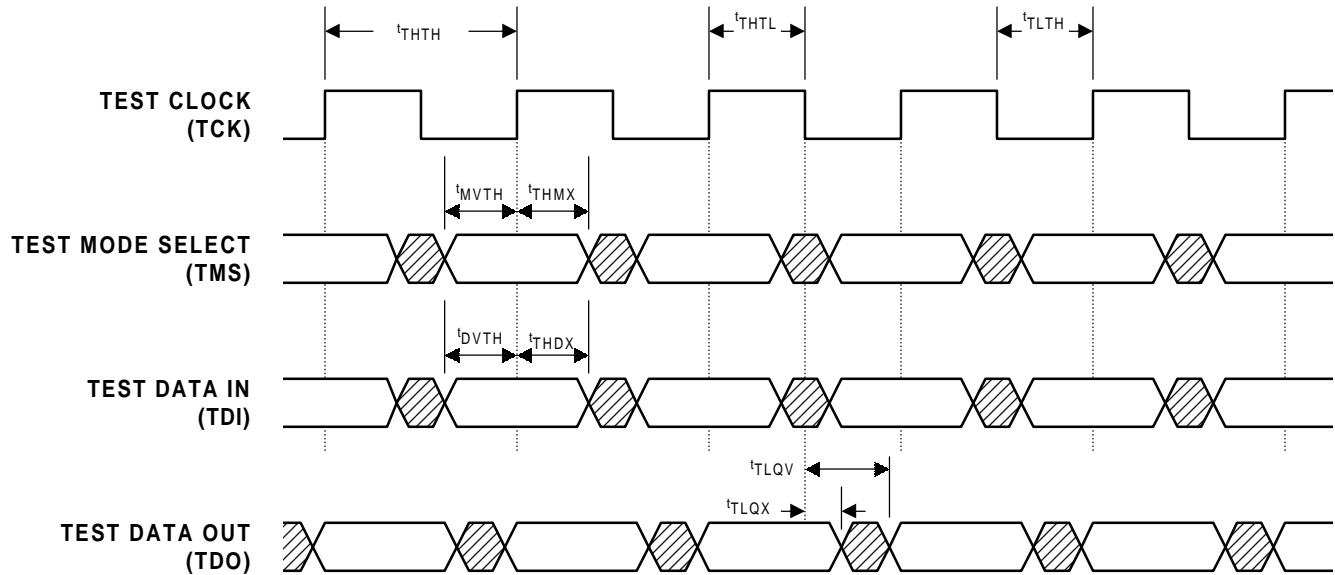 tTHTH
tTHTL
tTLTH
TEST CLOCK
(TCK)
tMVTH
tTHMX
TEST MODE SELECT
(TMS)
tDVTH
tTHDX
TEST DATA IN
(TDI)
tTLQV
tTLQX
TEST DATA OUT
(TDO)